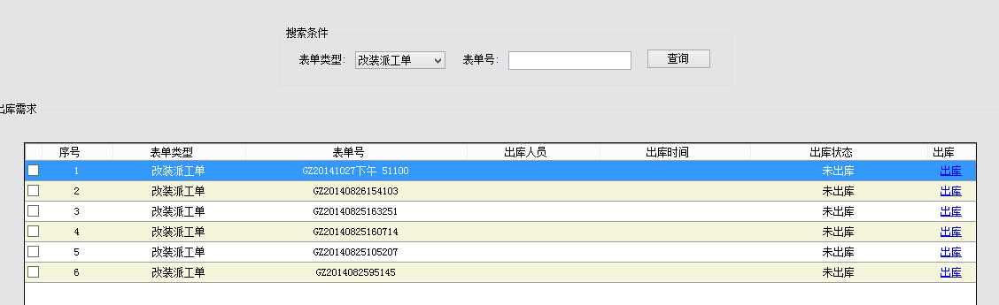 搜索条件
表单类型: 改装派工单 表单号: 查询
出库需求
序号 表单类型 表单号 出库人员 出库时间 出库状态 出库
1 改装派工单 GZ20141027下午 51100 未出库 出库
2 改装派工单 GZ20140826154103 未出库 出库
3 改装派工单 GZ20140825163251 未出库 出库
4 改装派工单 GZ20140825160714 未出库 出库
5 改装派工单 GZ20140825105207 未出库 出库
6 改装派工单 GZ2014082595145 未出库 出库